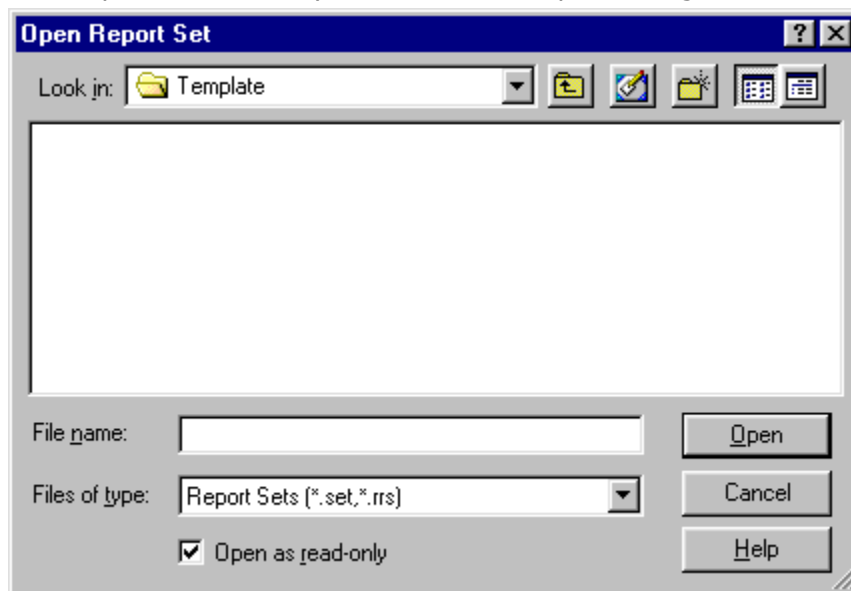 Open Report Set
Look in: Template
File name:
Open
Files of type: Report Sets (*.set,*.rrs)
Cancel
Open as read-only
Help